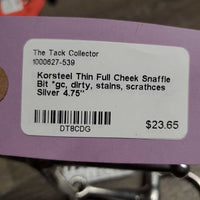 The Tack Collector
1000627-539
Korsteel Thin Full Cheek Snaffle
Bit *gc, dirty, stains, scrathces
Silver 4.75"
DT8CDG
$23.65